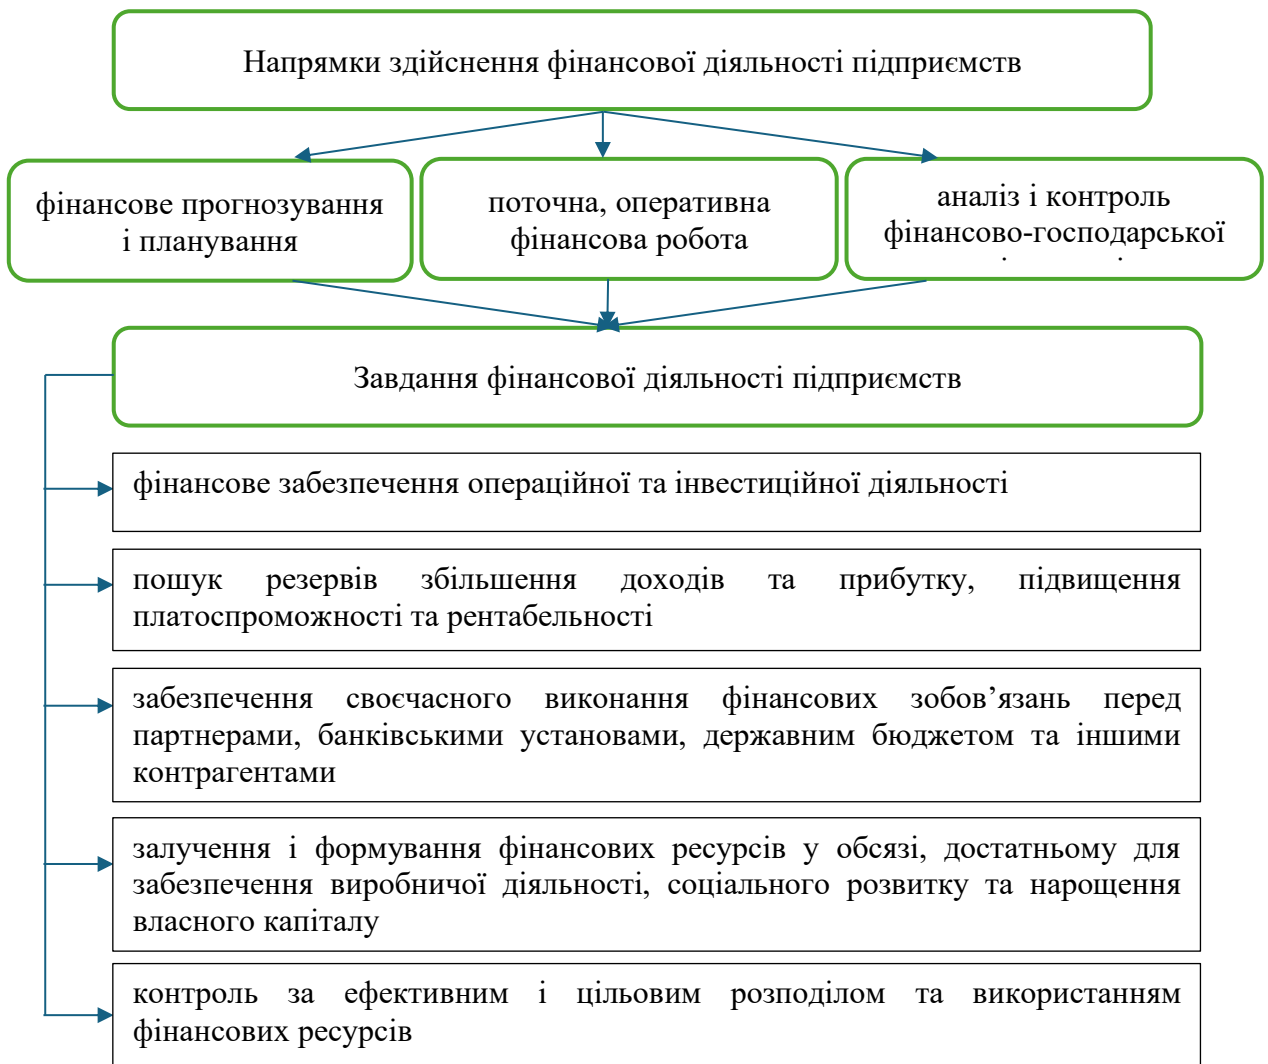 Напрямки здійснення фінансової діяльності підприємств
фінансове прогнозування
і планування
поточна, оперативна
фінансова робота
аналіз і контроль
фінансово-господарської
Завдання фінансової діяльності підприємств
фінансове забезпечення операційної та інвестиційної діяльності
пошук резервів збільшення доходів та прибутку, підвищення
платоспроможності та рентабельності
забезпечення своєчасного виконання фінансових зобов’язань перед
партнерами, банківськими установами, державним бюджетом та іншими
контрагентами
залучення і формування фінансових ресурсів у обсязі, достатньому для
забезпечення виробничої діяльності, соціального розвитку та нарощення
власного капіталу
контроль за ефективним і цільовим розподілом та використанням
фінансових ресурсів